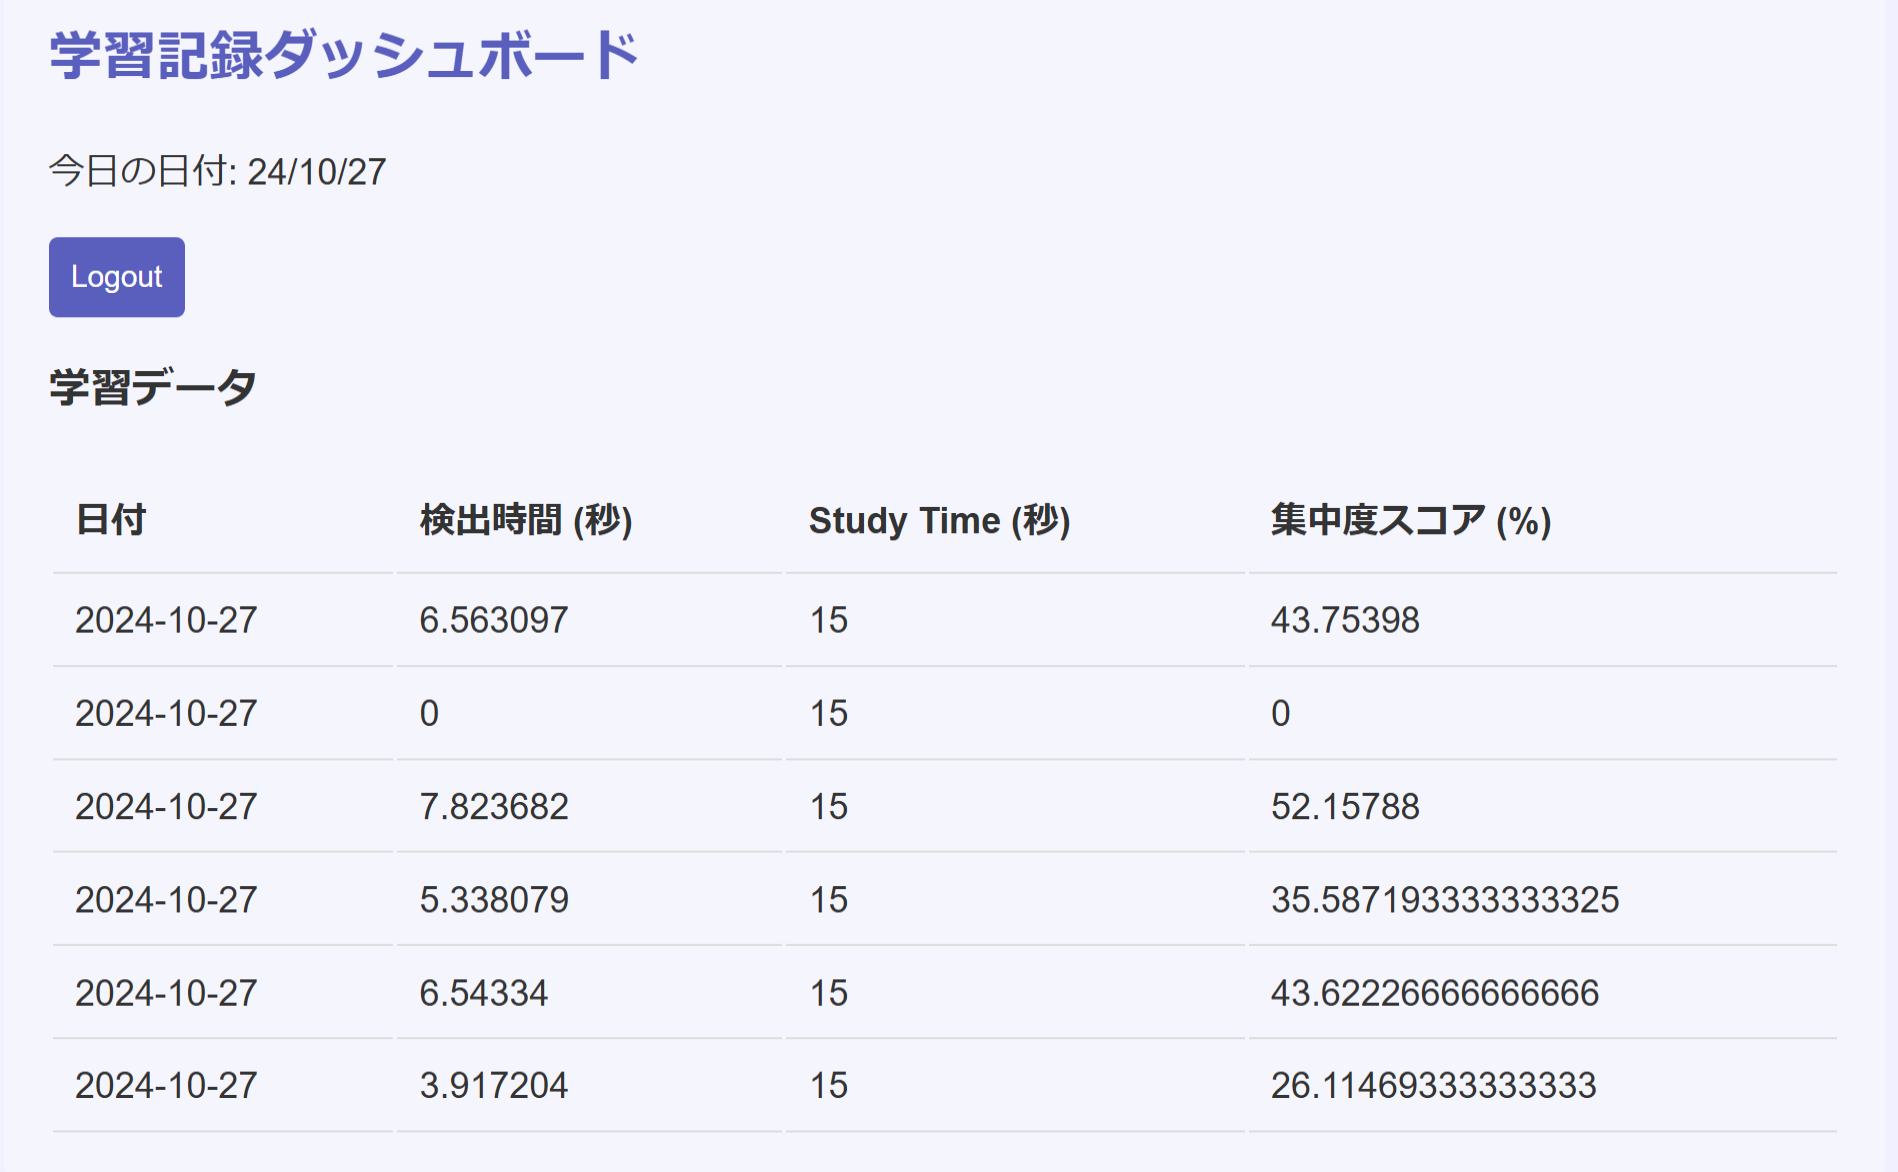 学習記録ダッシュボード
今日の日付: 24/10/27
Logout
学習データ
日付 検出時間 (秒) Study Time (秒) 集中度スコア (%)
2024-10-27 6.563097 15 43.75398
2024-10-27 0 15 0
2024-10-27 7.823682 15 52.15788
2024-10-27 5.338079 15 35.587193333333325
2024-10-27 6.54334 15 43.62226666666666
2024-10-27 3.917204 15 26.11469333333333